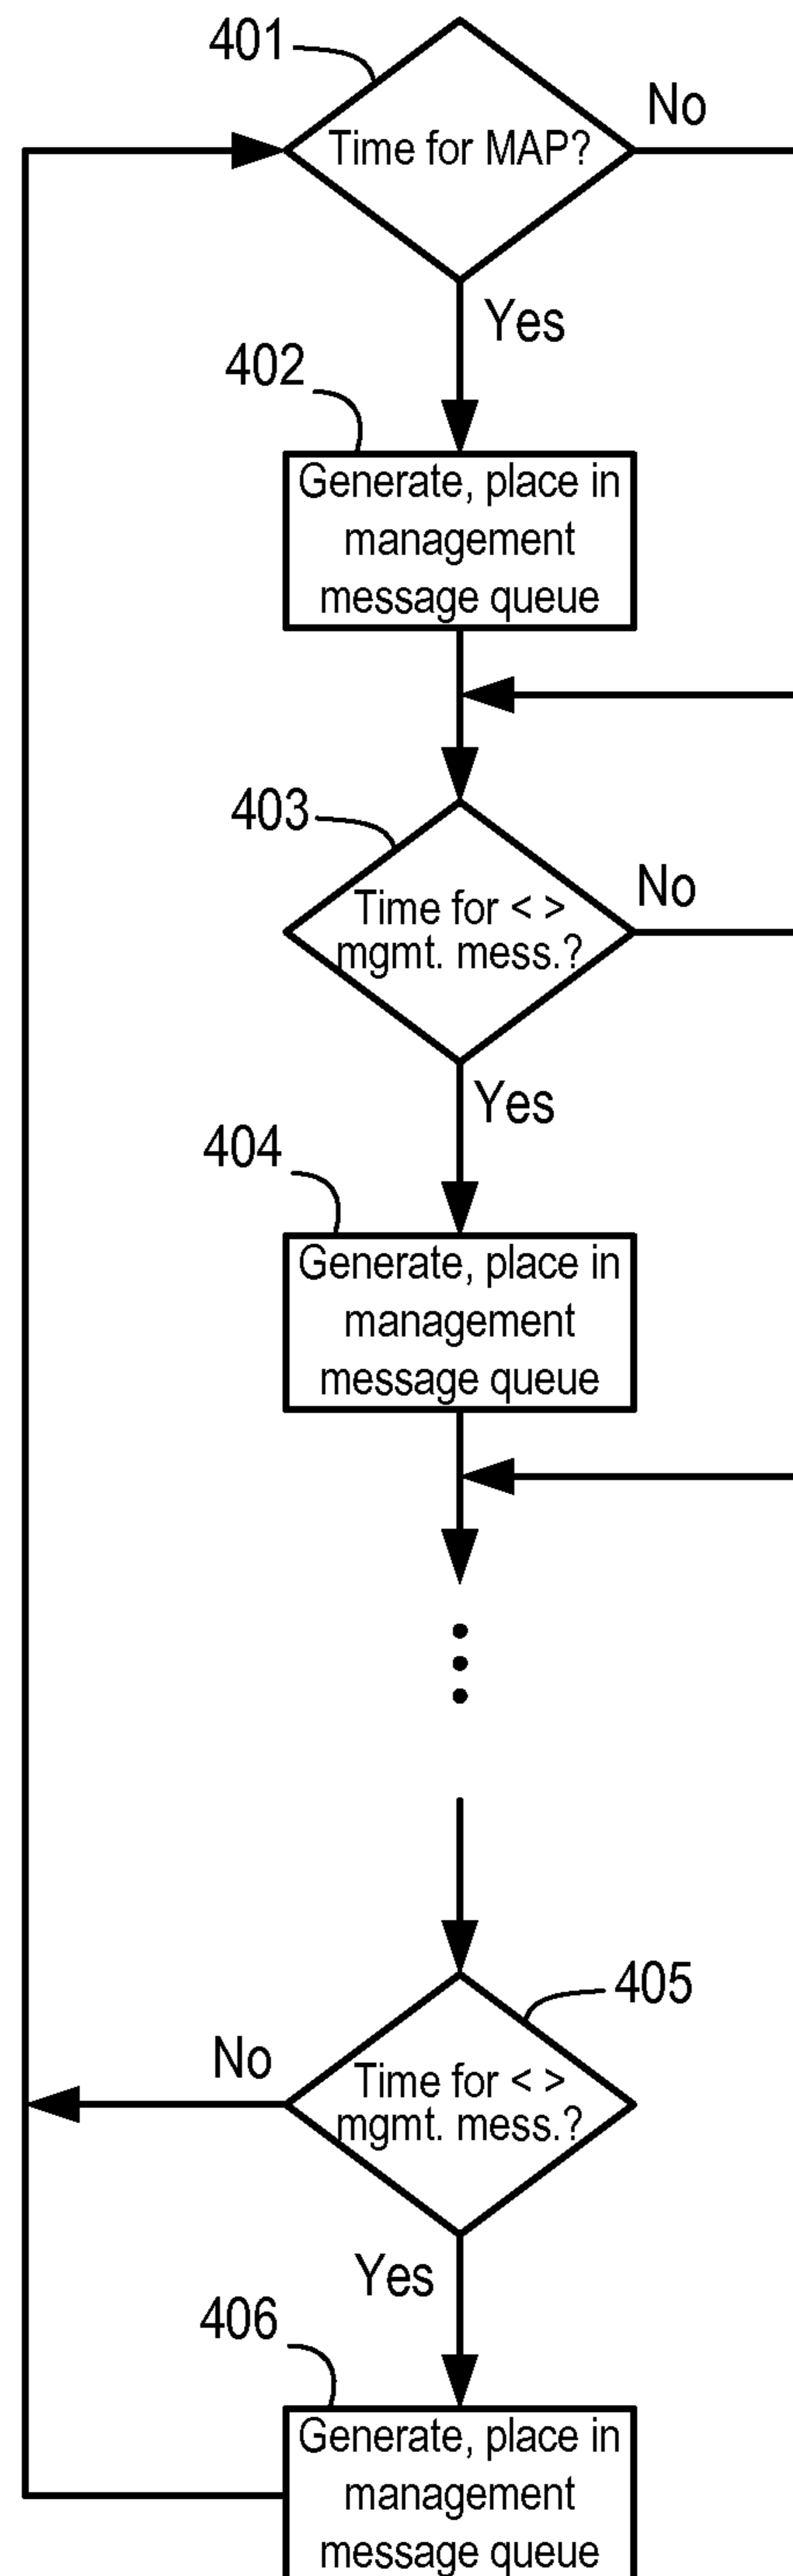 401
No
Time for MAP?
Yes
402
Generate, place in
management
message queue
403
No
Time for < >
mgmt. mess.?
Yes
404
Generate, place in
management
message queue
405
No
Time for < >
mgmt. mess.?
Yes
406
Generate, place in
management
message queue